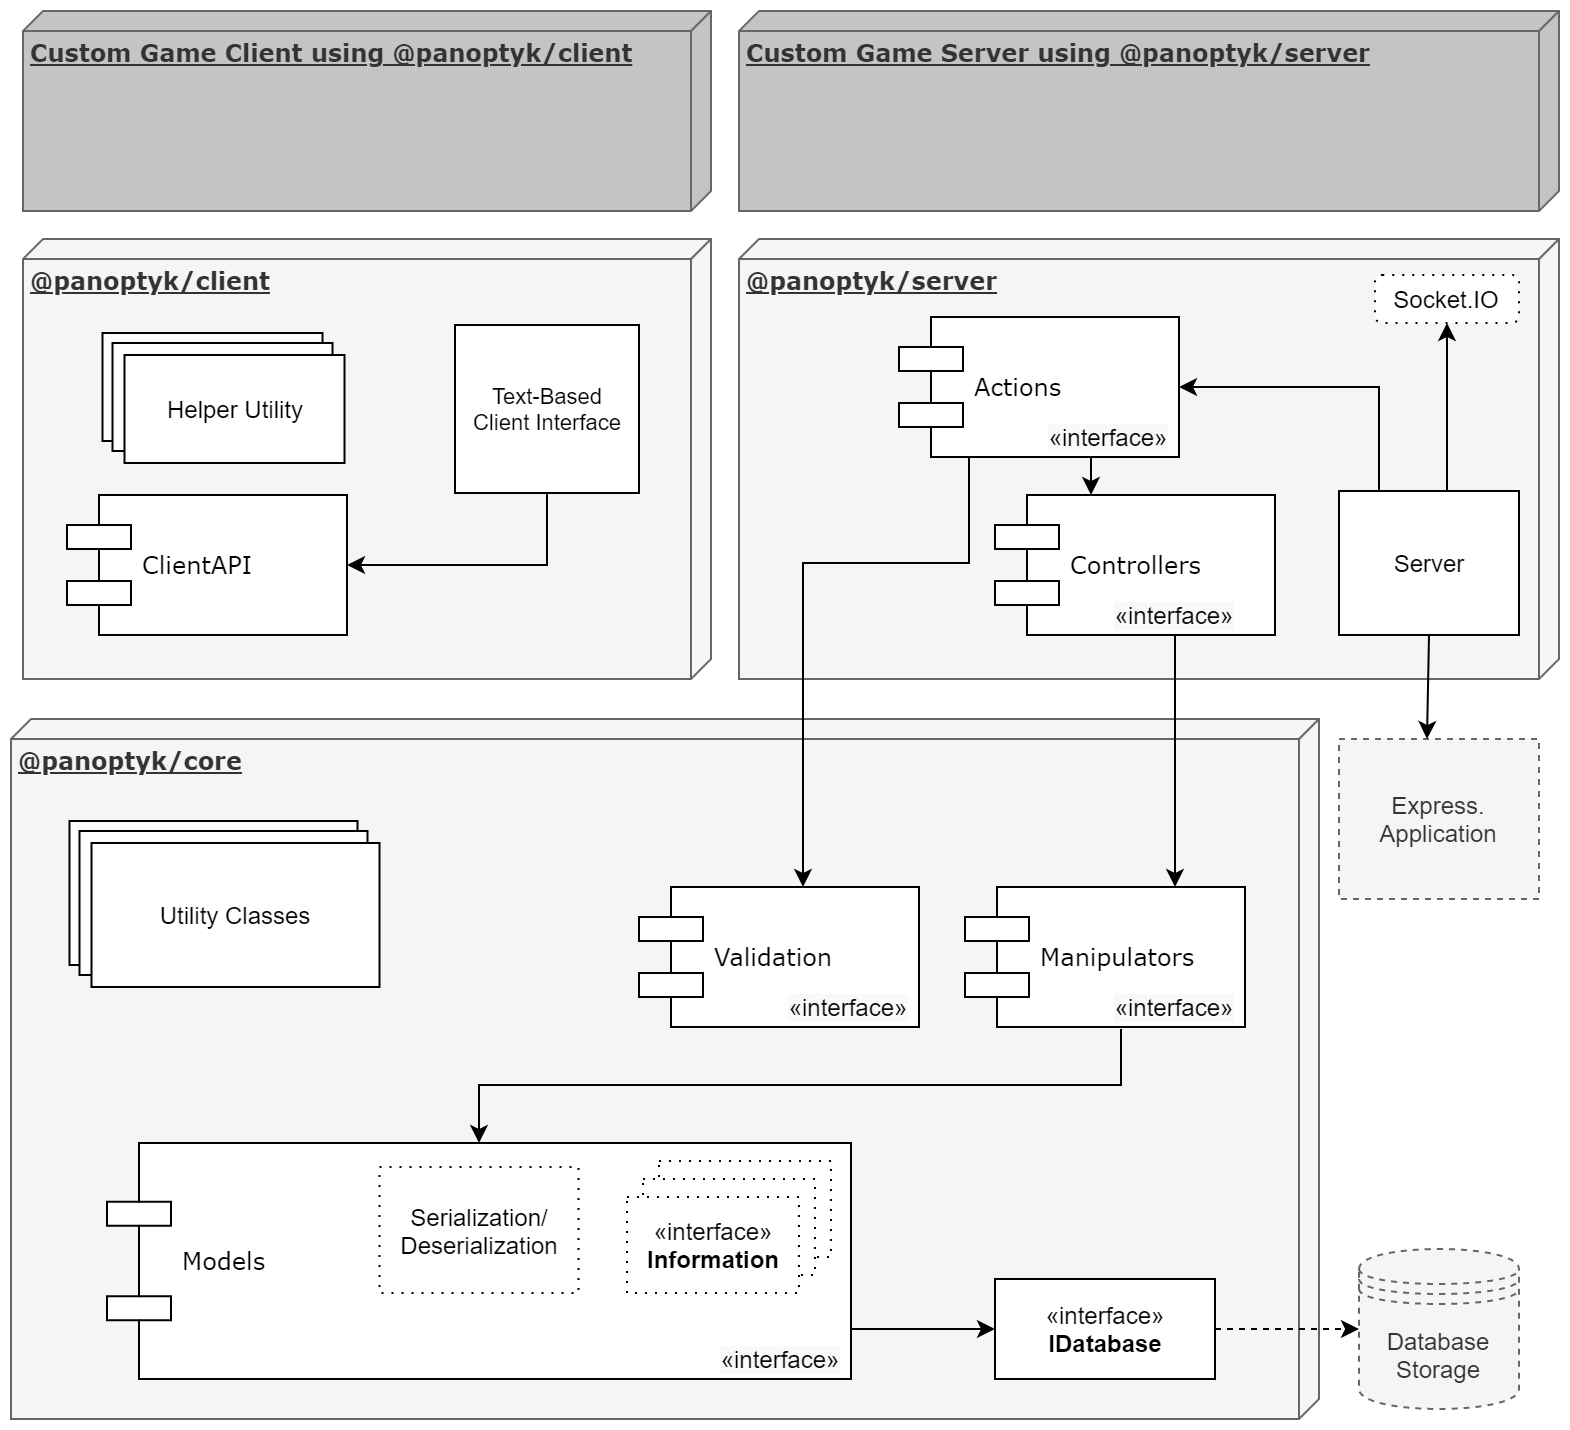 Custom Game Client using @panoptyk/client
Custom Game Server using @panoptyk/server
@panoptyk/client
Helper Utility
Text-Based
Client Interface
ClientAPI
@panoptyk/server
Socket.IO
Actions
«interface»
Controllers
«interface»
Server
@panoptyk/core
Express.
Application
Utility Classes
Validation
«interface»
Manipulators
«interface»
Models
Serialization/
Deserialization
«interface»
Information
«interface»
«interface»
IDatabase
Database
Storage